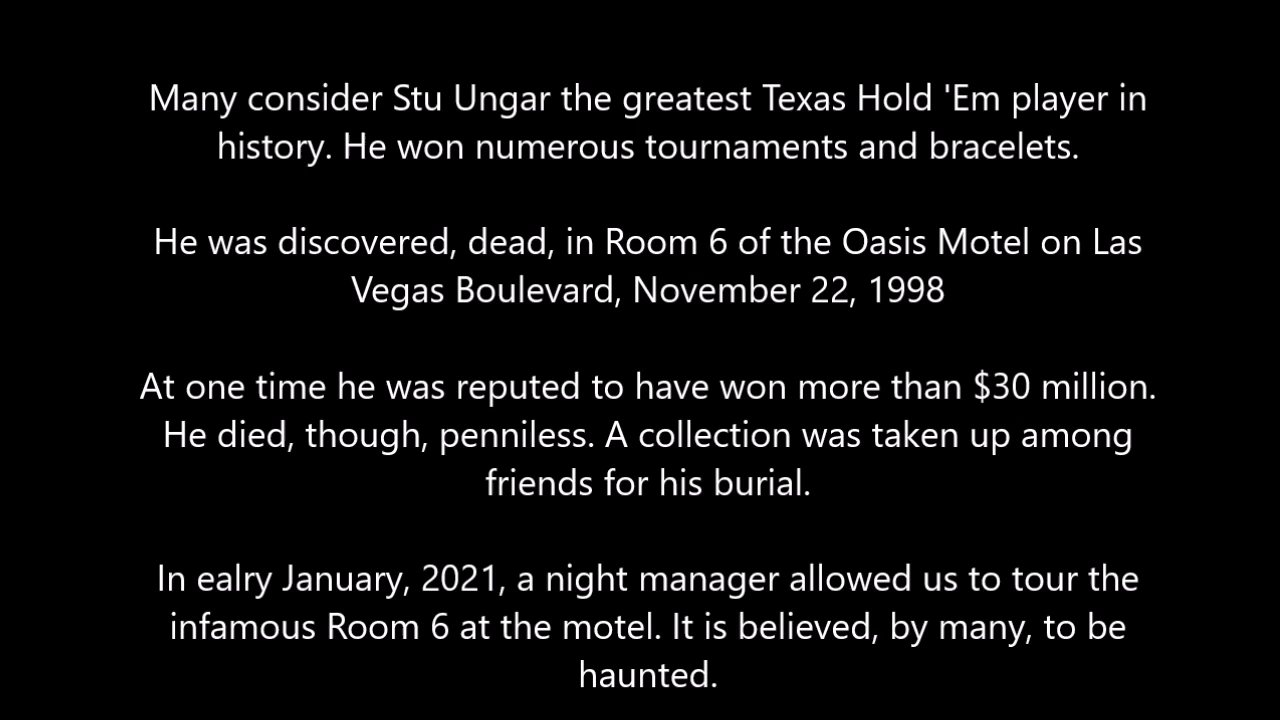 Many consider Stu Ungar the greatest Texas Hold 'Em player in
history. He won numerous tournaments and bracelets.
He was discovered, dead, in Room 6 of the Oasis Motel on Las
Vegas Boulevard, November 22, 1998
At one time he was reputed to have won more than $30 million.
He died, though, penniless. A collection was taken up among
friends for his burial.
In ealry January, 2021, a night manager allowed us to tour the
infamous Room 6 at the motel. It is believed, by many, to be
haunted.